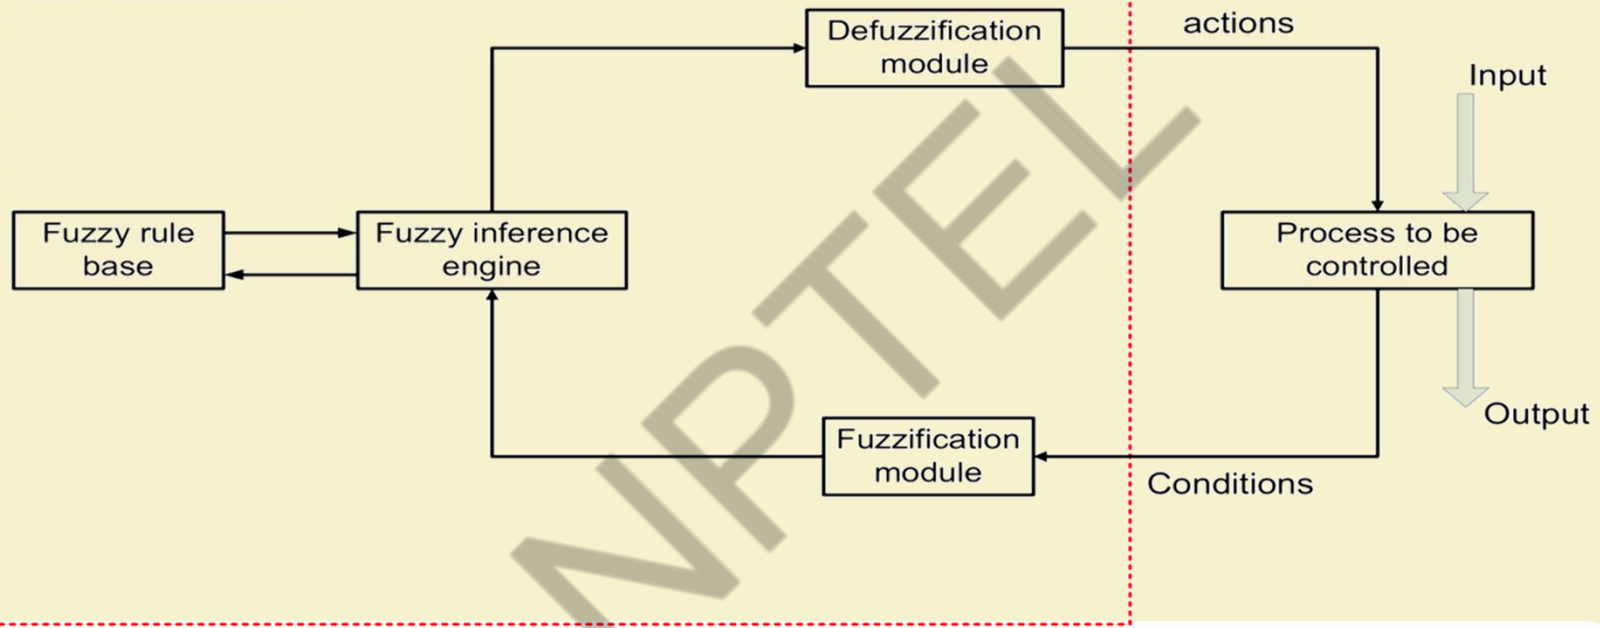 Defuzzification
module
actions
Input
Fuzzy rule
base
Fuzzy inference
engine
Process to be
controlled
Output
Fuzzification
module
Conditions
NPTEL